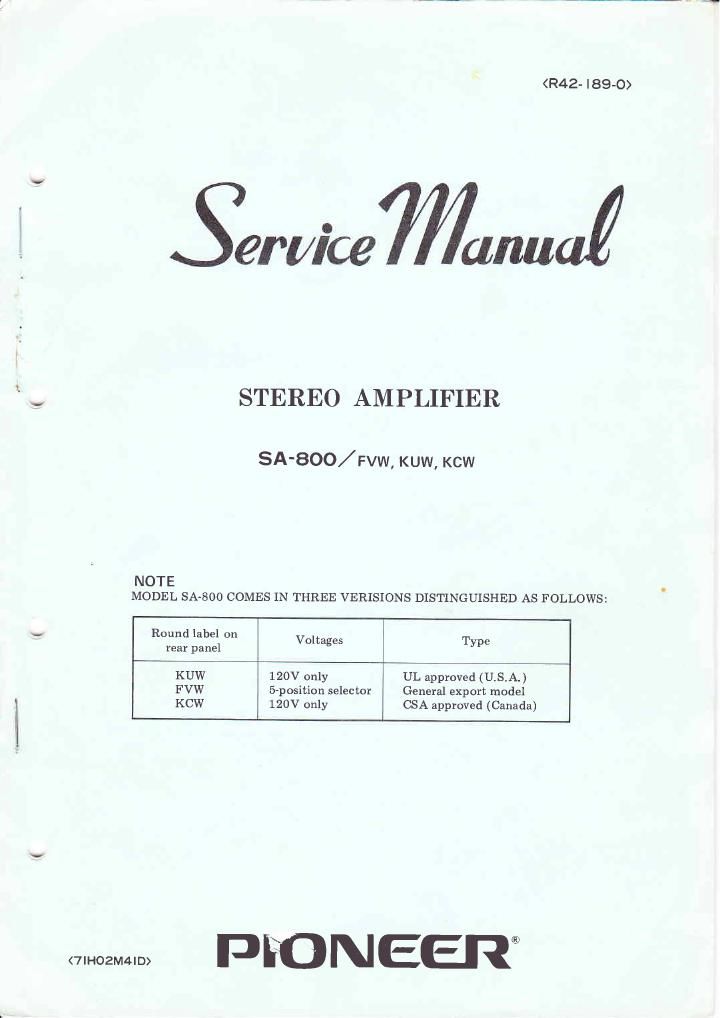 <R42-189-0>
Service Manual
STEREO AMPLIFIER
SA-800/FVW, KUW, KCW
NOTE
MODEL SA-800 COMES IN THREE VERISIONS DISTINGUISHED AS FOLLOWS:
Round label on rear panel Voltages Type
KUW 120V only UL approved (U.S.A.)
FVW 5-position selector General export model
KCW 120V only CSA approved (Canada)
PIONEER®
<71H02M41D>